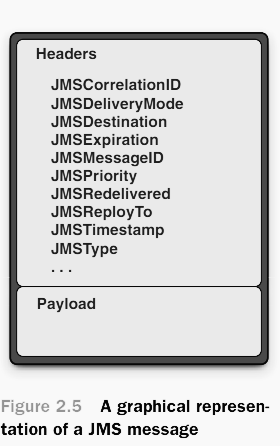 Headers
JMSCorrelationID
JMSDeliveryMode
JMSDestination
JMSExpiration
JMSMessageID
JMSPriority
JMSRedelivered
JMSReployTo
JMSTimestamp
JMSType
. . .
Payload
Figure 2.5 A graphical represen-
tation of a JMS message